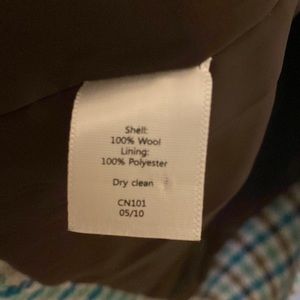 Shell:
100% Wool
Lining:
100% Polyester
Dry clean
CN101
05/10